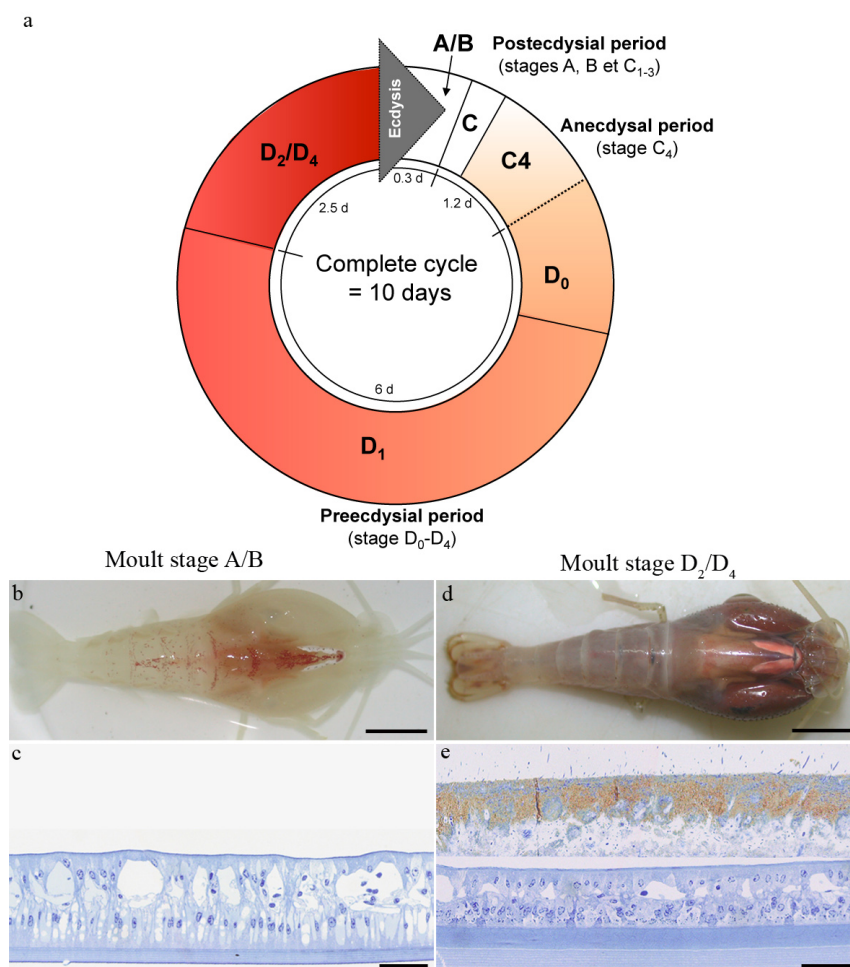 a
A/B
Postecdysial period
(stages A, B et C1-3)
Ecdysis
C
Anecdysal period
(stage C4)
D2/D4
C4
0.3 d
2.5 d
1.2 d
Complete cycle
= 10 days
D0
6 d
D1
Preecdysial period
(stage D0-D4)
Moult stage A/B
Moult stage D2/D4
b
d
c
e